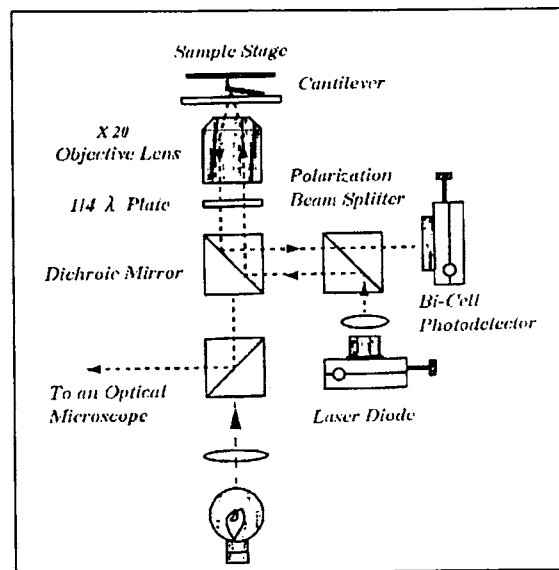 Sample Stage
Cantilever
X 20
Objective Lens
Polarization
Beam Splitter
1/4 λ Plate
Dichroic Mirror
Bi-Cell
Photodetector
To an Optical
Microscope
Laser Diode